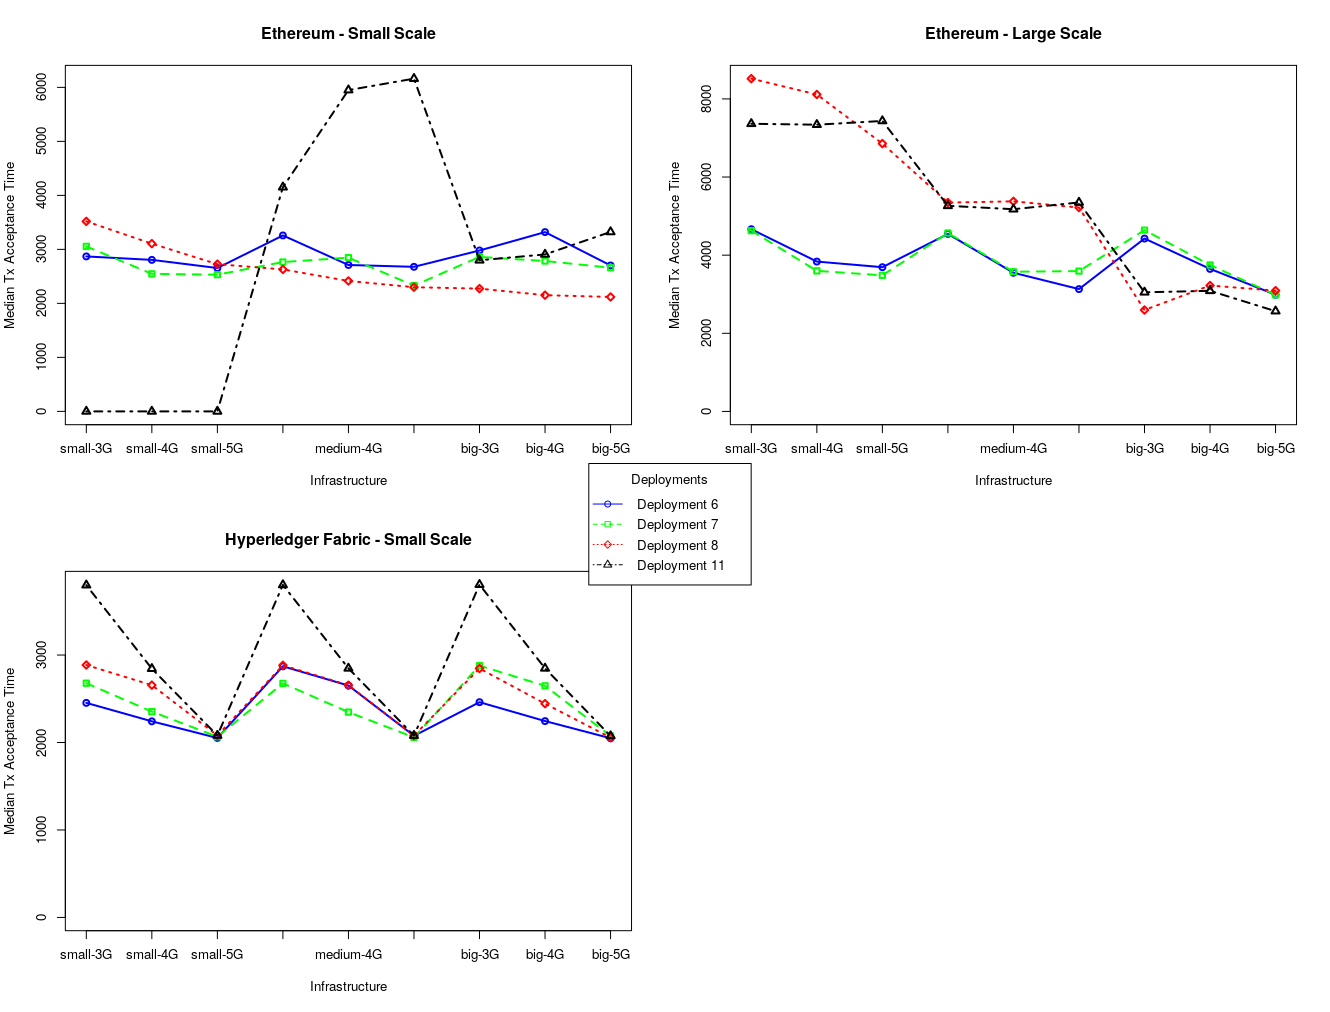 Ethereum - Small Scale
Median Tx Acceptance Time
6000
5000
4000
3000
2000
1000
0
small-3G small-4G small-5G medium-4G big-3G big-4G big-5G
Infrastructure
Ethereum - Large Scale
Median Tx Acceptance Time
8000
6000
4000
2000
0
small-3G small-4G small-5G medium-4G big-3G big-4G big-5G
Infrastructure
Deployments
Deployment 6
Deployment 7
Deployment 8
Deployment 11
Hyperledger Fabric - Small Scale
Median Tx Acceptance Time
3000
2000
1000
0
small-3G small-4G small-5G medium-4G big-3G big-4G big-5G
Infrastructure